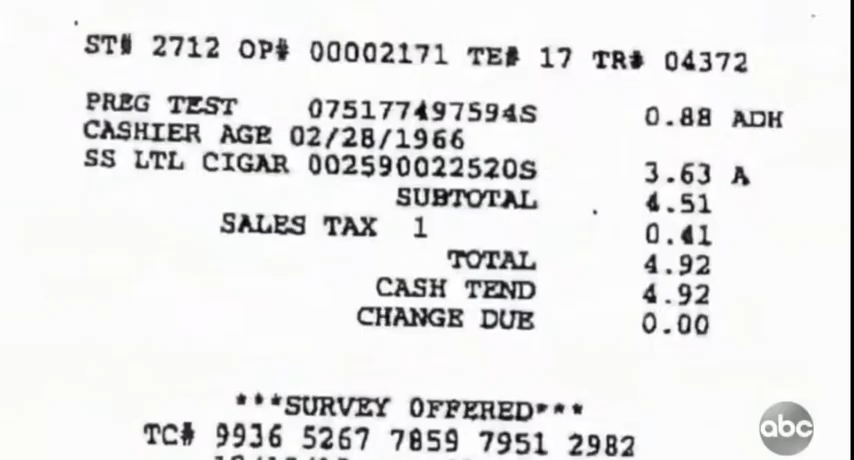 ST# 2712 OP# 00002171 TE# 17 TR# 04372
PREG TEST 075177497594S 0.88 ADH
CASHIER AGE 02/28/1966
SS LTL CIGAR 002590022520S 3.63 A
SUBTOTAL 4.51
SALES TAX 1 0.41
TOTAL 4.92
CASH TEND 4.92
CHANGE DUE 0.00
***SURVEY OFFERED***
TC# 9936 5267 7859 7951 2982
abc